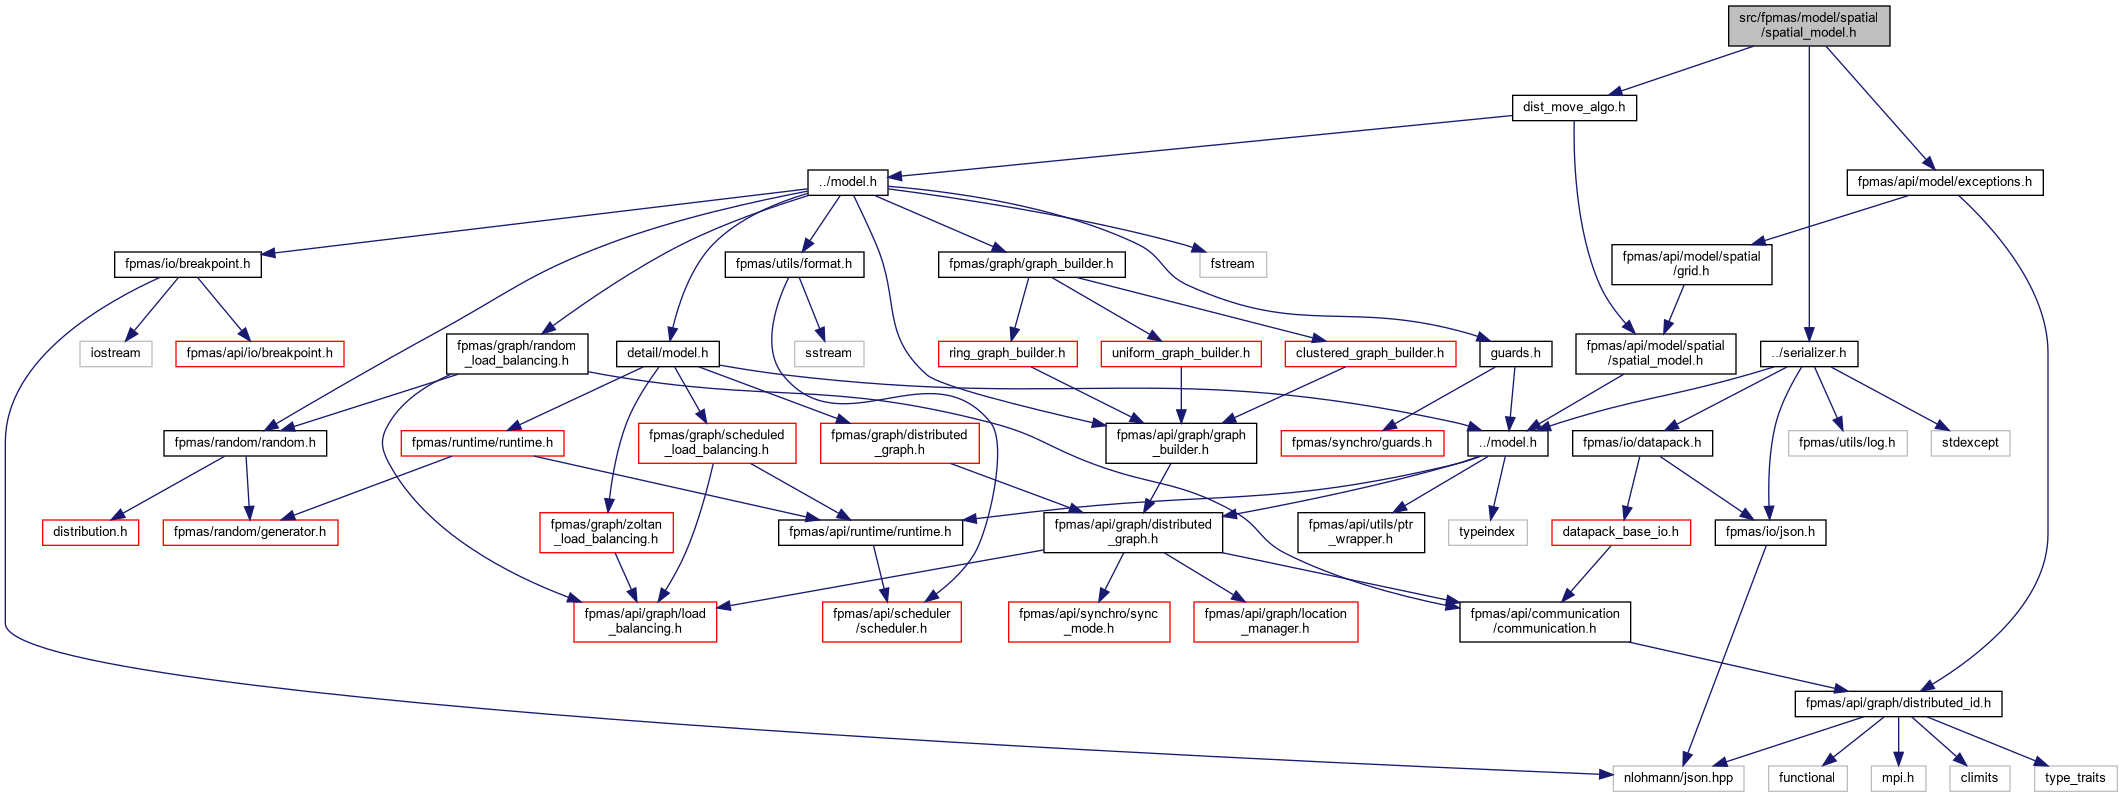 src/fpmas/model/spatial
/spatial_model.h
dist_move_algo.h
../model.h
fpmas/api/model/exceptions.h
fpmas/io/breakpoint.h
fpmas/utils/format.h
fpmas/graph/graph_builder.h
fstream
fpmas/api/model/spatial
/grid.h
iostream
fpmas/api/io/breakpoint.h
fpmas/graph/random
_load_balancing.h
detail/model.h
sstream
ring_graph_builder.h
uniform_graph_builder.h
clustered_graph_builder.h
guards.h
fpmas/api/model/spatial
/spatial_model.h
../serializer.h
fpmas/random/random.h
fpmas/runtime/runtime.h
fpmas/graph/scheduled
_load_balancing.h
fpmas/graph/distributed
_graph.h
fpmas/api/graph/graph
_builder.h
fpmas/synchro/guards.h
../model.h
fpmas/io/datapack.h
fpmas/utils/log.h
stdexcept
distribution.h
fpmas/random/generator.h
fpmas/graph/zoltan
_load_balancing.h
fpmas/api/runtime/runtime.h
fpmas/api/graph/distributed
_graph.h
fpmas/api/utils/ptr
_wrapper.h
typeindex
datapack_base_io.h
fpmas/io/json.h
fpmas/api/graph/load
_balancing.h
fpmas/api/scheduler
/scheduler.h
fpmas/api/synchro/sync
_mode.h
fpmas/api/graph/location
_manager.h
fpmas/api/communication
/communication.h
fpmas/api/graph/distributed_id.h
nlohmann/json.hpp
functional
mpi.h
climits
type_traits